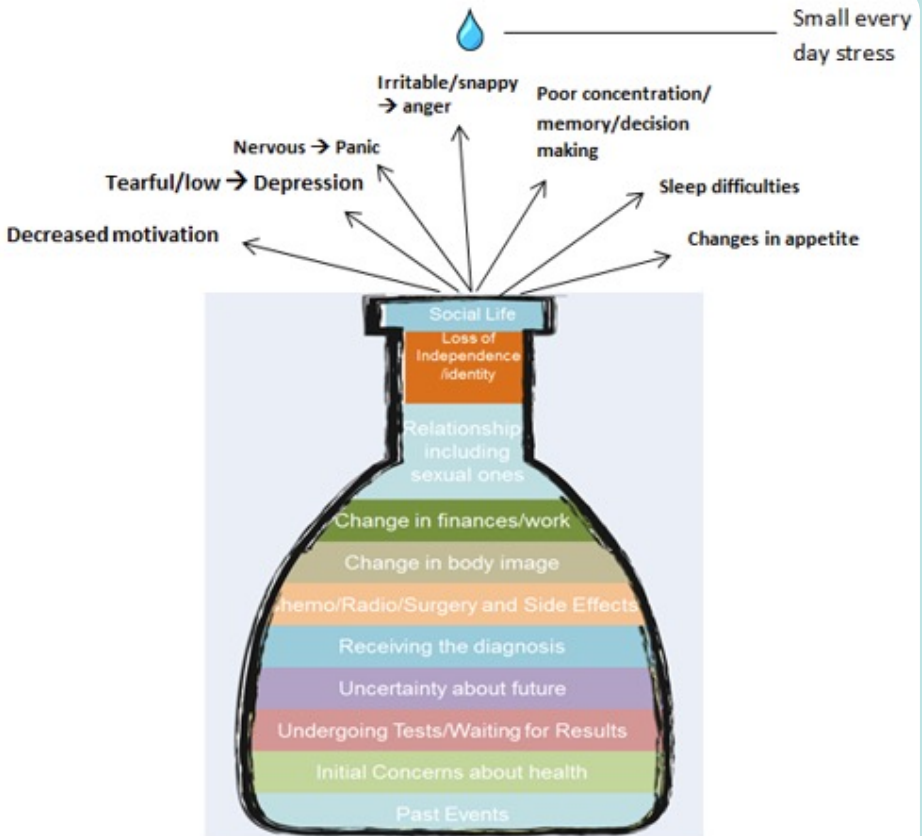 Small every
day stress
Irritable/snappy
→ anger
Poor concentration/
memory/decision
making
Nervous → Panic
Tearful/low → Depression
Sleep difficulties
Decreased motivation
Changes in appetite
Social Life
Loss of
Independence
/identity
Relationship
including
sexual ones
Change in finances/work
Change in body image
hemo/Radio/Surgery and Side Effects
Receiving the diagnosis
Uncertainty about future
Undergoing Tests/Waiting for Results
Initial Concerns about health
Past Events